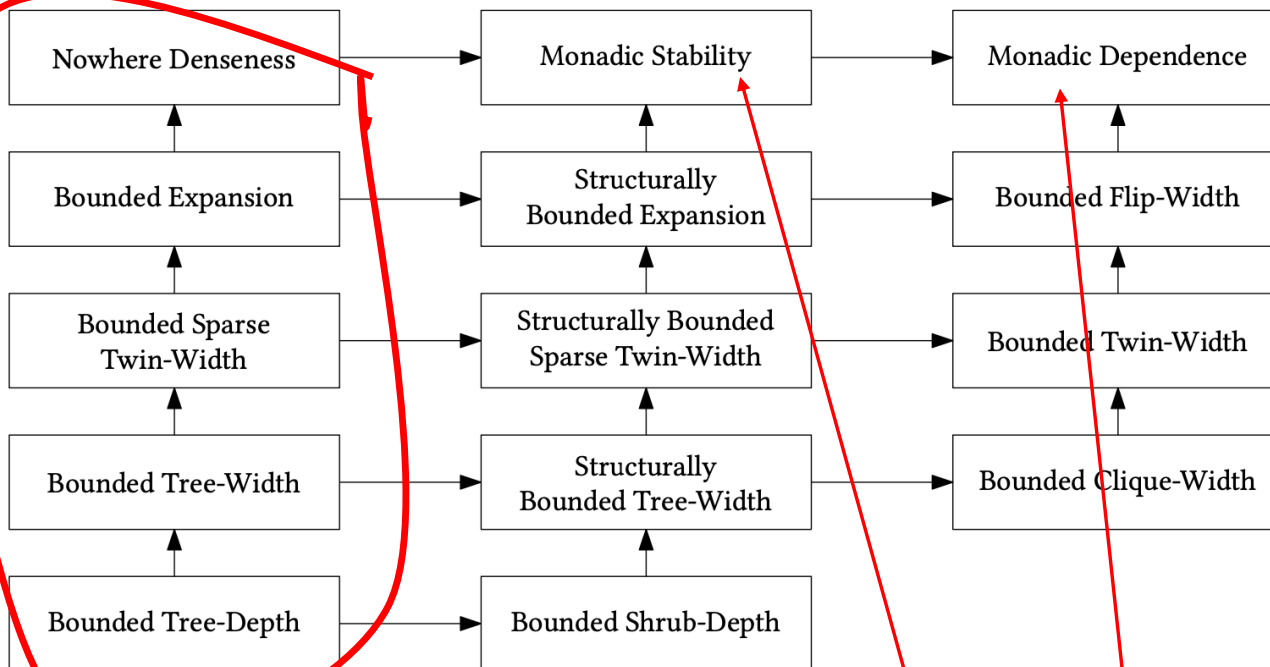 Nowhere Denseness
Monadic Stability
Monadic Dependence
Bounded Expansion
Structurally
Bounded Expansion
Bounded Flip-Width
Bounded Sparse
Twin-Width
Structurally Bounded
Sparse Twin-Width
Bounded Twin-Width
Bounded Tree-Width
Structurally
Bounded Tree-Width
Bounded Clique-Width
Bounded Tree-Depth
Bounded Shrub-Depth